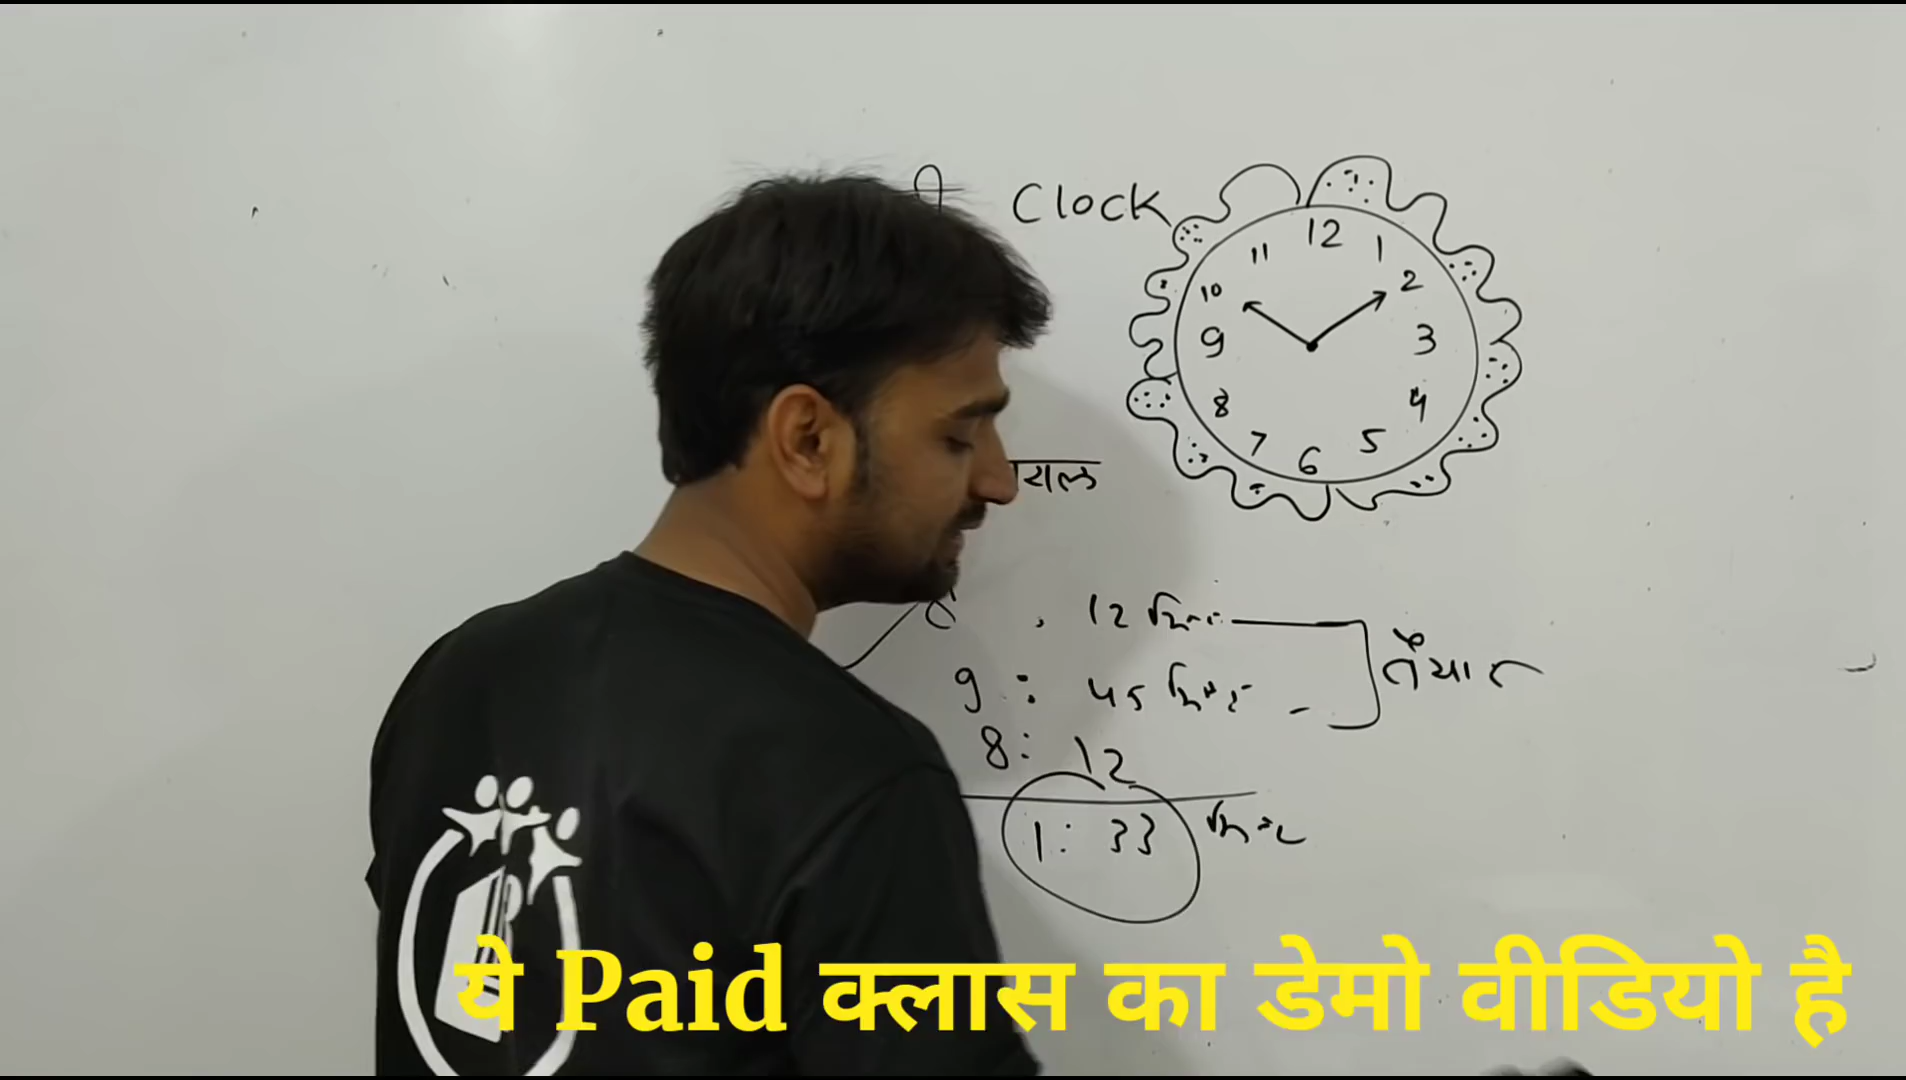 Clock
12
11 1
10 2
9 3
8 4
7 5
6
12 मिनट
9 : 45 मिनट
तैयार
8 : 12
1 : 33 मिनट
ये Paid क्लास का डेमो वीडियो है